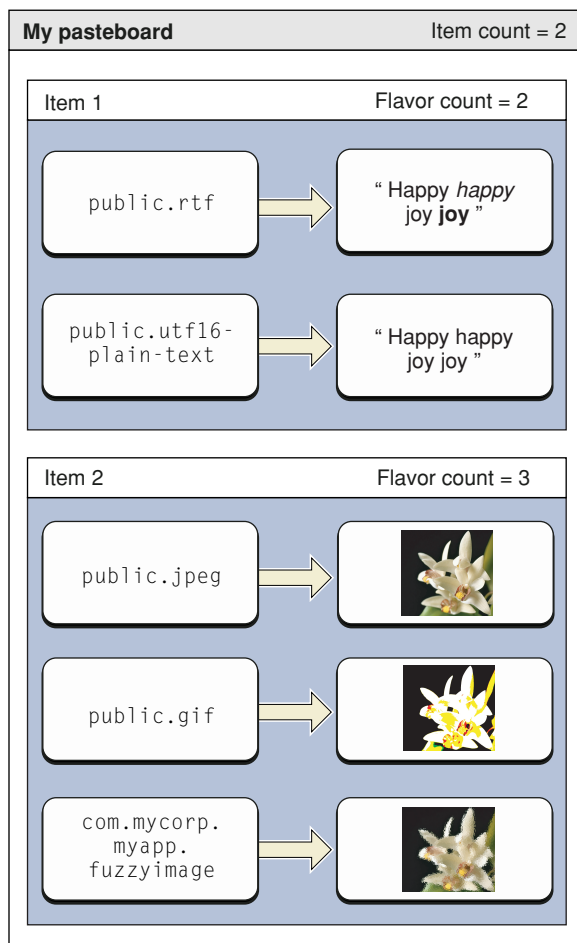 My pasteboard Item count = 2
Item 1 Flavor count = 2
public.rtf
“ Happy happy
joy joy ”
public.utf16-
plain-text
“ Happy happy
joy joy ”
Item 2 Flavor count = 3
public.jpeg
public.gif
com.mycorp.
myapp.
fuzzyimage